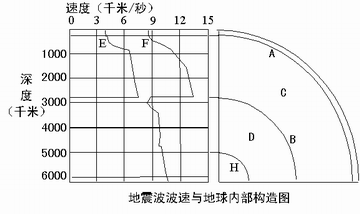 速度(千米/秒)
0 3 6 9 12 15
E F
1000
2000
3000
4000
5000
6000
深度
(千米)
A
C
D B
H
地震波波速与地球内部构造图